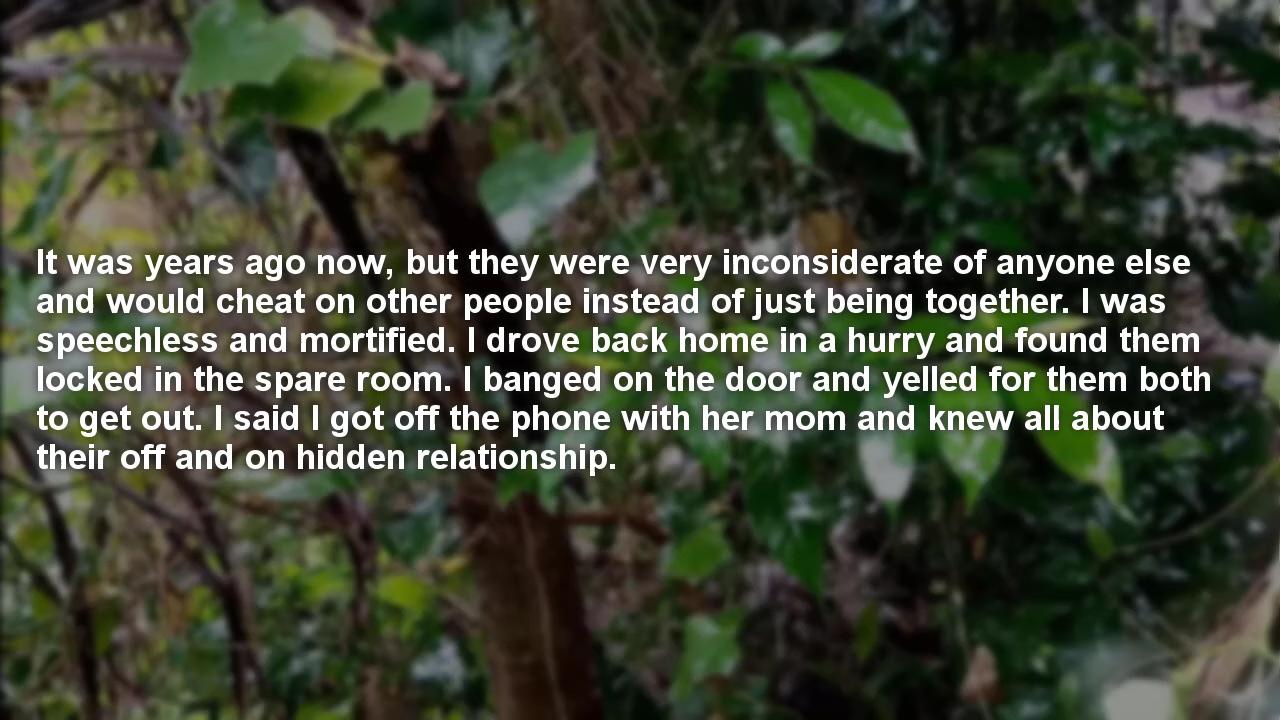 It was years ago now, but they were very inconsiderate of anyone else
and would cheat on other people instead of just being together. I was
speechless and mortified. I drove back home in a hurry and found them
locked in the spare room. I banged on the door and yelled for them both
to get out. I said I got off the phone with her mom and knew all about
their off and on hidden relationship.